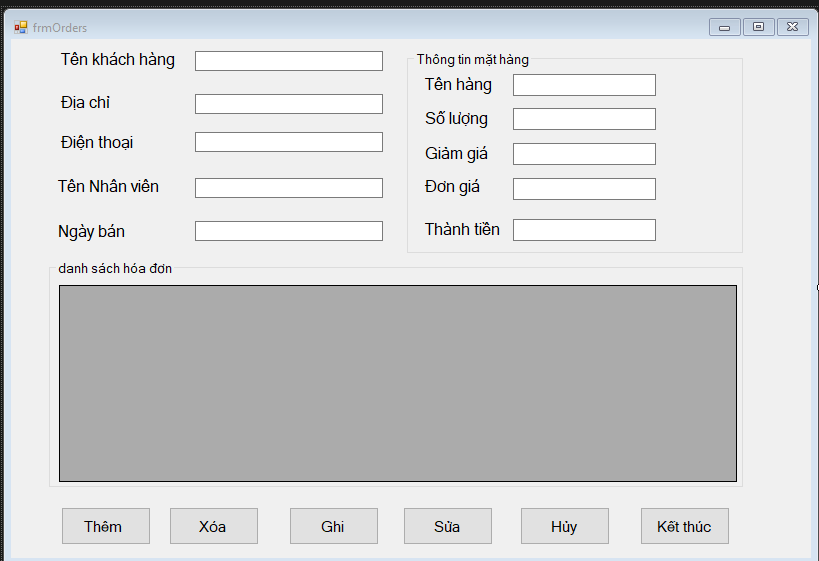 frmOrders
Tên khách hàng
Địa chỉ
Điện thoại
Tên Nhân viên
Ngày bán
Thông tin mặt hàng
Tên hàng
Số lượng
Giảm giá
Đơn giá
Thành tiền
danh sách hóa đơn
Thêm
Xóa
Ghi
Sửa
Hủy
Kết thúc